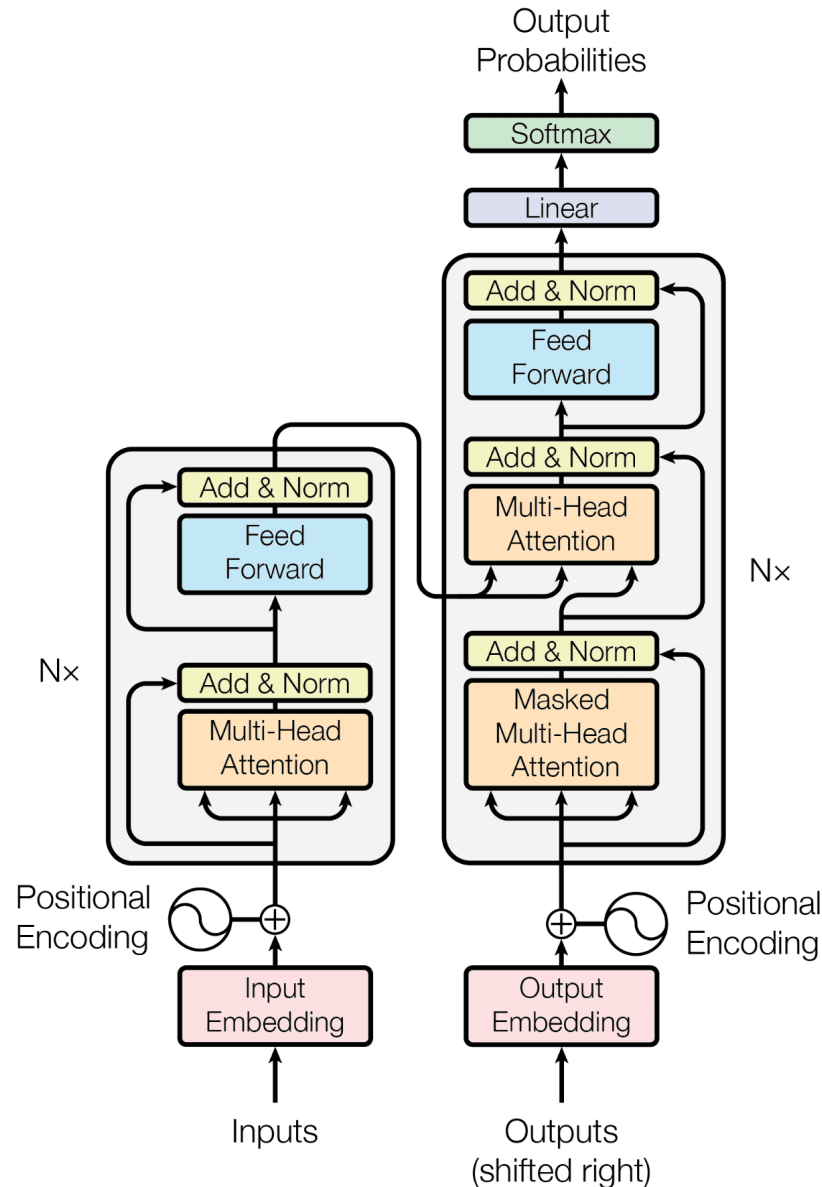 Output
Probabilities
Softmax
Linear
Add & Norm
Feed
Forward
Add & Norm
Multi-Head
Attention
Add & Norm
Masked
Multi-Head
Attention
N×
Add & Norm
Feed
Forward
Add & Norm
Multi-Head
Attention
N×
Positional
Encoding
Positional
Encoding
Input
Embedding
Output
Embedding
Inputs
Outputs
(shifted right)